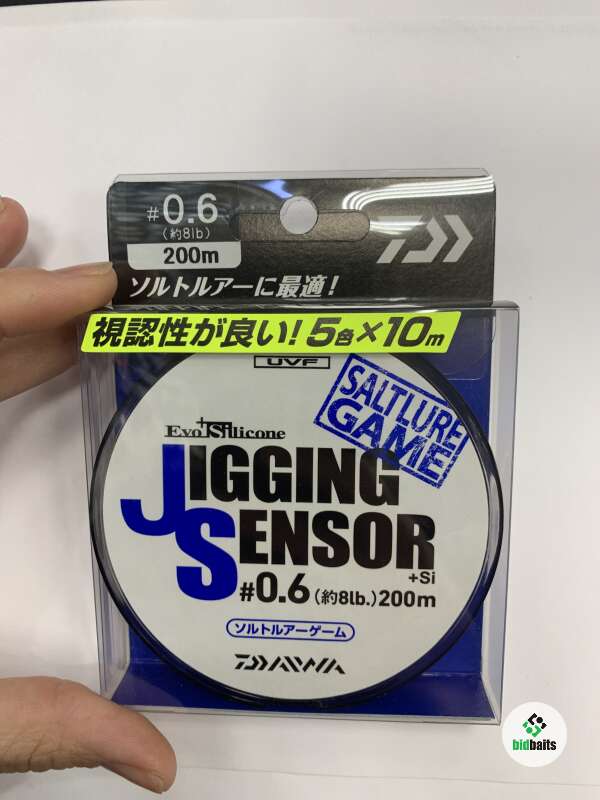 #0.6
(約8lb)
200m
ソルトルアーに最適!
視認性が良い!5色×10m
UVF
SALTLURE
GAME
Evo+Silicone
JIGGING
SENSOR
+Si
#0.6(約8lb.)200m
ソルトルアーゲーム
DAIWA
bidbaits